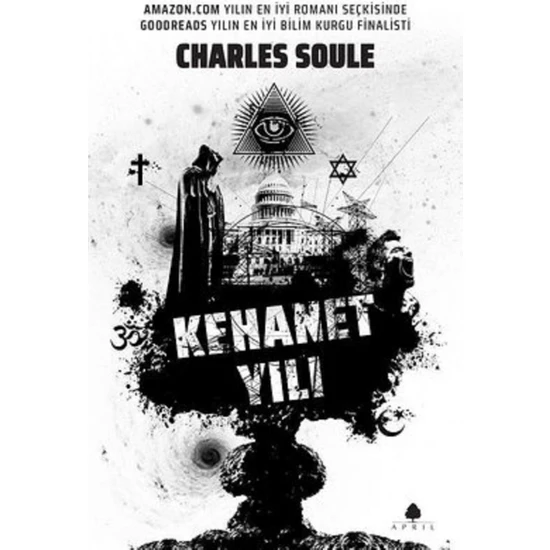 AMAZON.COM YILIN EN İYİ ROMANI SEÇKİSİNDE
GOODREADS YILIN EN İYİ BİLİM KURGU FİNALİSTİ
CHARLES SOULE
KEHANET
YILI
APRIL